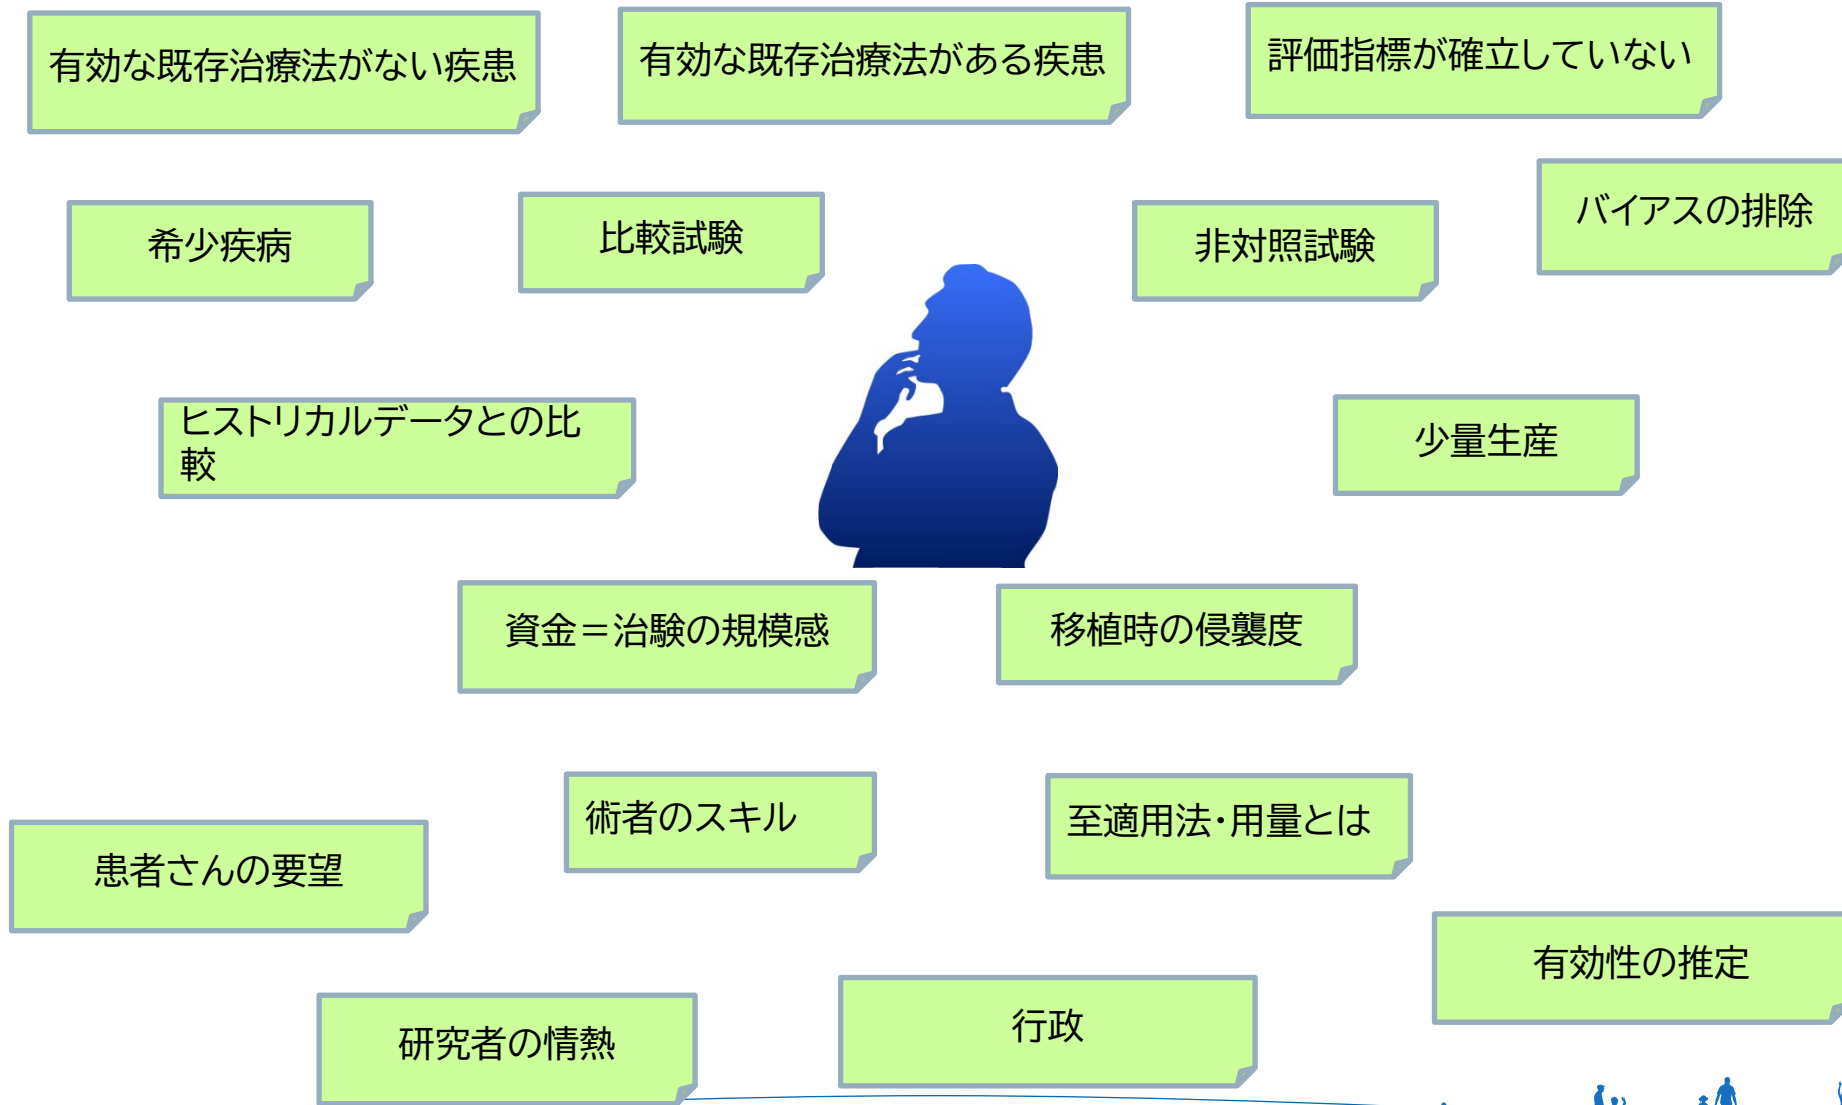 有効な既存治療法がない疾患
有効な既存治療法がある疾患
評価指標が確立していない
希少疾病
比較試験
非対照試験
バイアスの排除
ヒストリカルデータとの比
較
少量生産
資金＝治験の規模感
移植時の侵襲度
術者のスキル
至適用法・用量とは
患者さんの要望
有効性の推定
研究者の情熱
行政